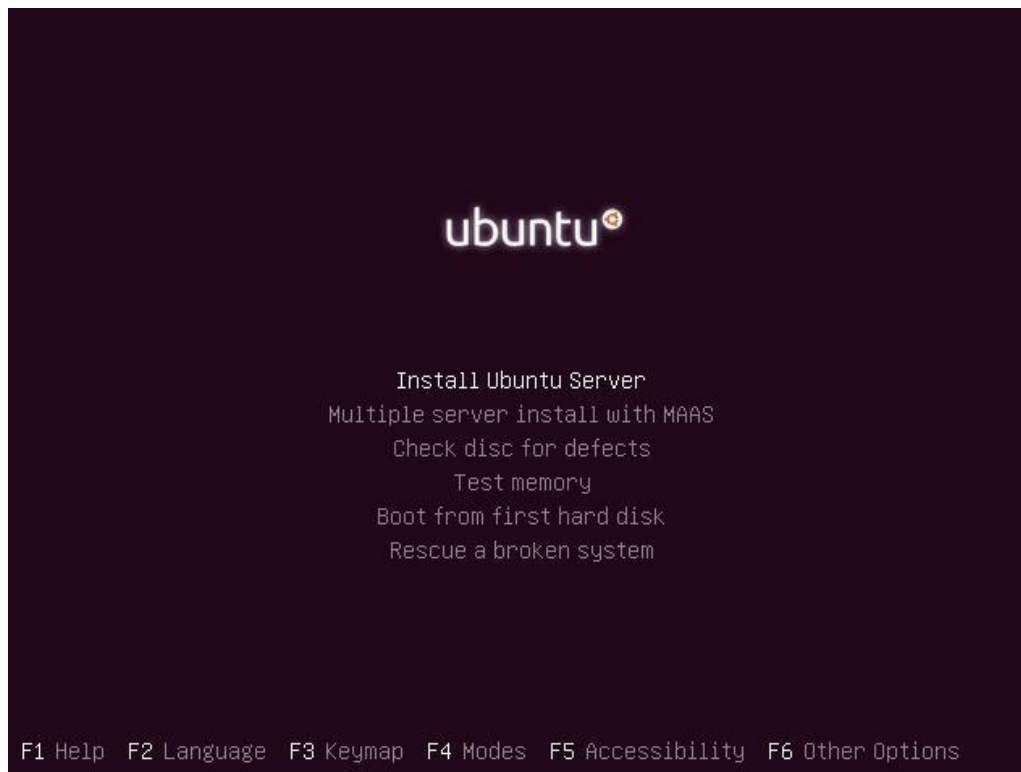 ubuntu
Install Ubuntu Server
Multiple server install with MAAS
Check disc for defects
Test memory
Boot from first hard disk
Rescue a broken system
F1 Help F2 Language F3 Keymap F4 Modes F5 Accessibility F6 Other Options